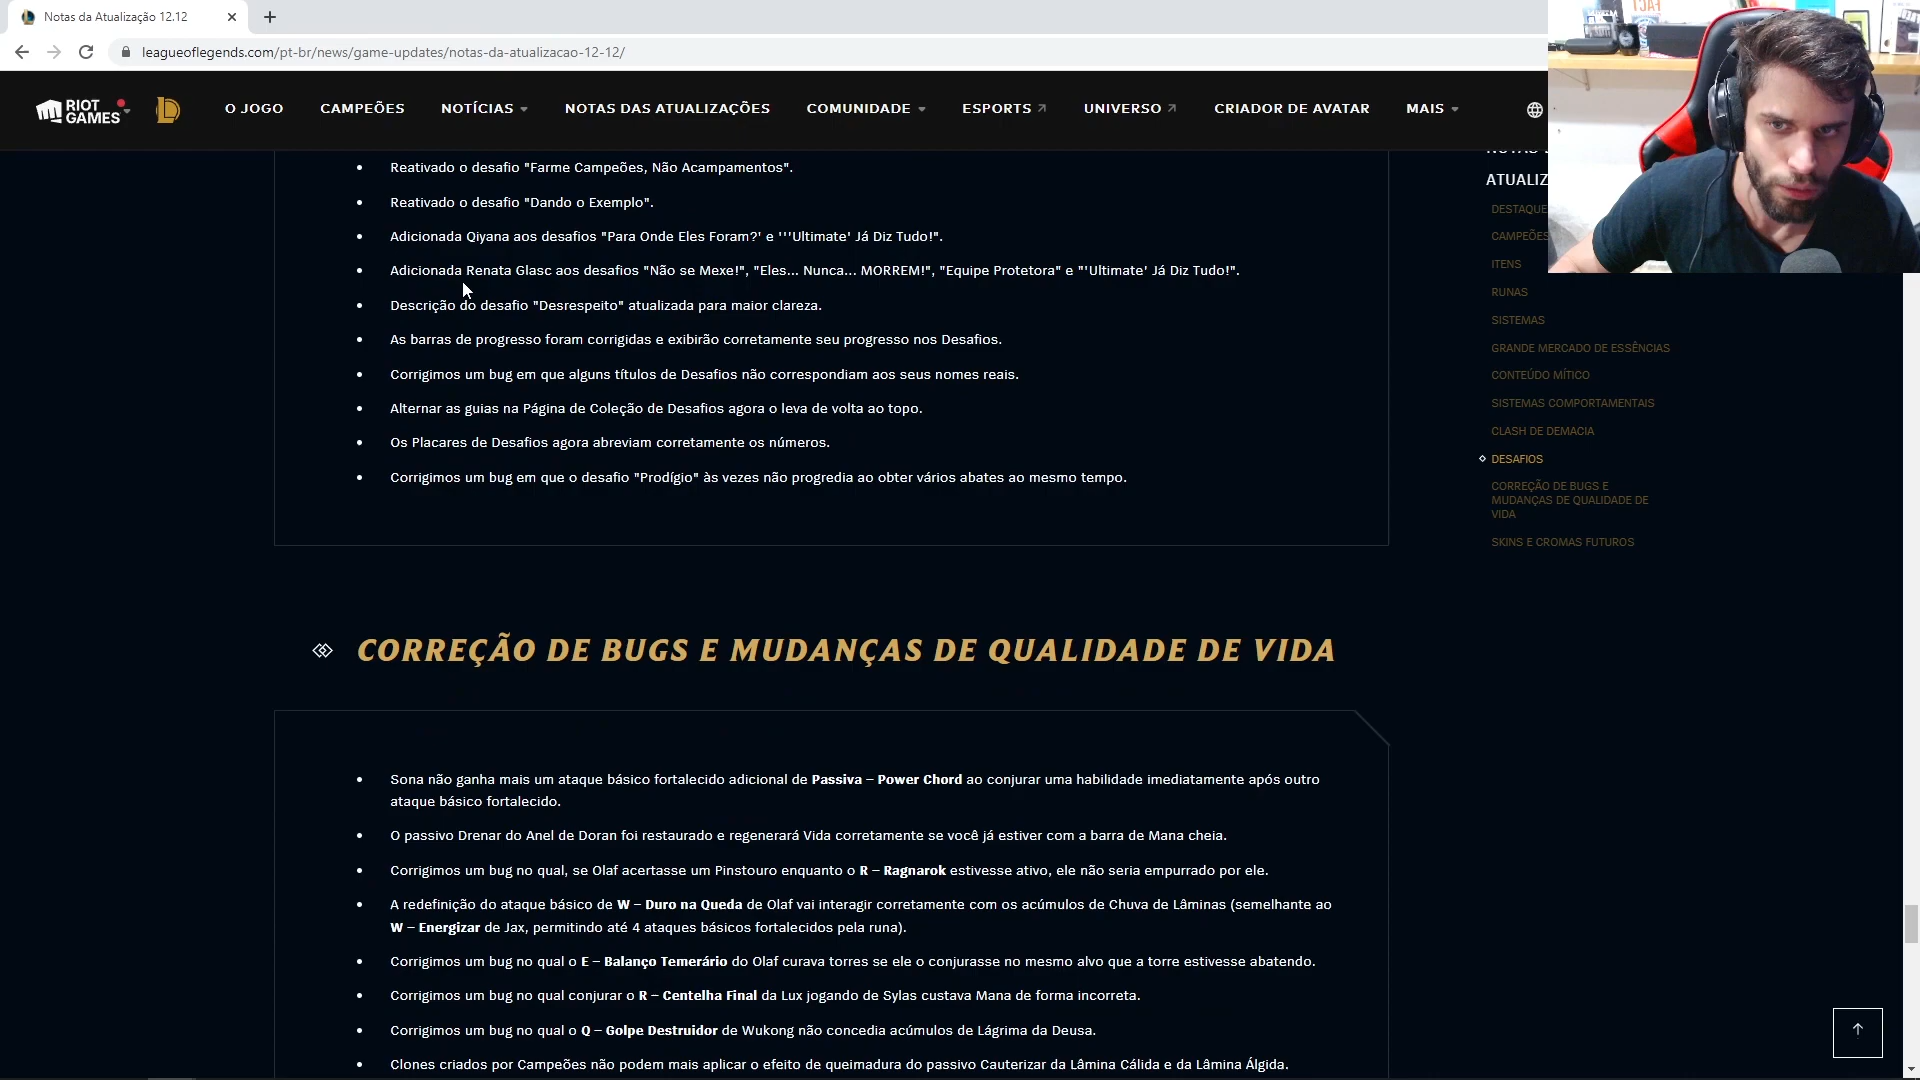 Notas da Atualização 12.12
leagueoflegends.com/pt-br/news/game-updates/notas-da-atualizacao-12-12/
RIOT GAMES
O JOGO
CAMPEÕES
NOTÍCIAS
NOTAS DAS ATUALIZAÇÕES
COMUNIDADE
ESPORTS
UNIVERSO
CRIADOR DE AVATAR
MAIS
Reativado o desafio "Farme Campeões, Não Acampamentos".
Reativado o desafio "Dando o Exemplo".
Adicionada Qiyana aos desafios "Para Onde Eles Foram?' e '''Ultimate' Já Diz Tudo!".
Adicionada Renata Glasc aos desafios "Não se Mexe!", "Eles... Nunca... MORREM!", "Equipe Protetora" e "'Ultimate' Já Diz Tudo!".
Descrição do desafio "Desrespeito" atualizada para maior clareza.
As barras de progresso foram corrigidas e exibirão corretamente seu progresso nos Desafios.
Corrigimos um bug em que alguns títulos de Desafios não correspondiam aos seus nomes reais.
Alternar as guias na Página de Coleção de Desafios agora o leva de volta ao topo.
Os Placares de Desafios agora abreviam corretamente os números.
Corrigimos um bug em que o desafio "Prodígio" às vezes não progredia ao obter vários abates ao mesmo tempo.
CORREÇÃO DE BUGS E MUDANÇAS DE QUALIDADE DE VIDA
Sona não ganha mais um ataque básico fortalecido adicional de Passiva – Power Chord ao conjurar uma habilidade imediatamente após outro
ataque básico fortalecido.
O passivo Drenar do Anel de Doran foi restaurado e regenerará Vida corretamente se você já estiver com a barra de Mana cheia.
Corrigimos um bug no qual, se Olaf acertasse um Pinstouro enquanto o R – Ragnarok estivesse ativo, ele não seria empurrado por ele.
A redefinição do ataque básico de W – Duro na Queda de Olaf vai interagir corretamente com os acúmulos de Chuva de Lâminas (semelhante ao
W – Energizar de Jax, permitindo até 4 ataques básicos fortalecidos pela runa).
Corrigimos um bug no qual o E – Balanço Temerário do Olaf curava torres se ele o conjurasse no mesmo alvo que a torre estivesse abatendo.
Corrigimos um bug no qual conjurar o R – Centelha Final da Lux jogando de Sylas custava Mana de forma incorreta.
Corrigimos um bug no qual o Q – Golpe Destruidor de Wukong não concedia acúmulos de Lágrima da Deusa.
Clones criados por Campeões não podem mais aplicar o efeito de queimadura do passivo Cauterizar da Lâmina Cálida e da Lâmina Álgida.
ATUALIZ
DESTAQUE
CAMPEÕES
ITENS
RUNAS
SISTEMAS
GRANDE MERCADO DE ESSÊNCIAS
CONTEÚDO MÍTICO
SISTEMAS COMPORTAMENTAIS
CLASH DE DEMACIA
DESAFIOS
CORREÇÃO DE BUGS E
MUDANÇAS DE QUALIDADE DE
VIDA
SKINS E CROMAS FUTUROS